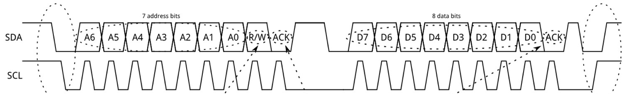 7 address bits 8 data bits
SDA A6 A5 A4 A3 A2 A1 A0 R/W ACK D7 D6 D5 D4 D3 D2 D1 D0 ACK
SCL